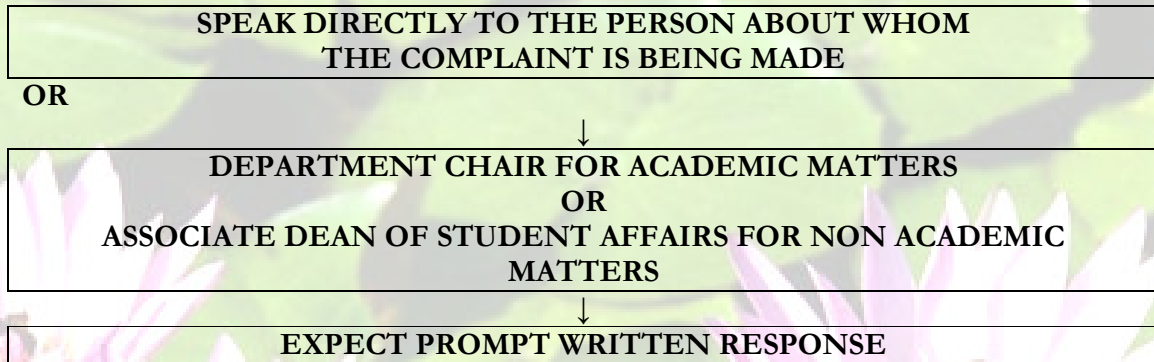 SPEAK DIRECTLY TO THE PERSON ABOUT WHOM
THE COMPLAINT IS BEING MADE
OR
↓
DEPARTMENT CHAIR FOR ACADEMIC MATTERS
OR
ASSOCIATE DEAN OF STUDENT AFFAIRS FOR NON ACADEMIC
MATTERS
↓
EXPECT PROMPT WRITTEN RESPONSE